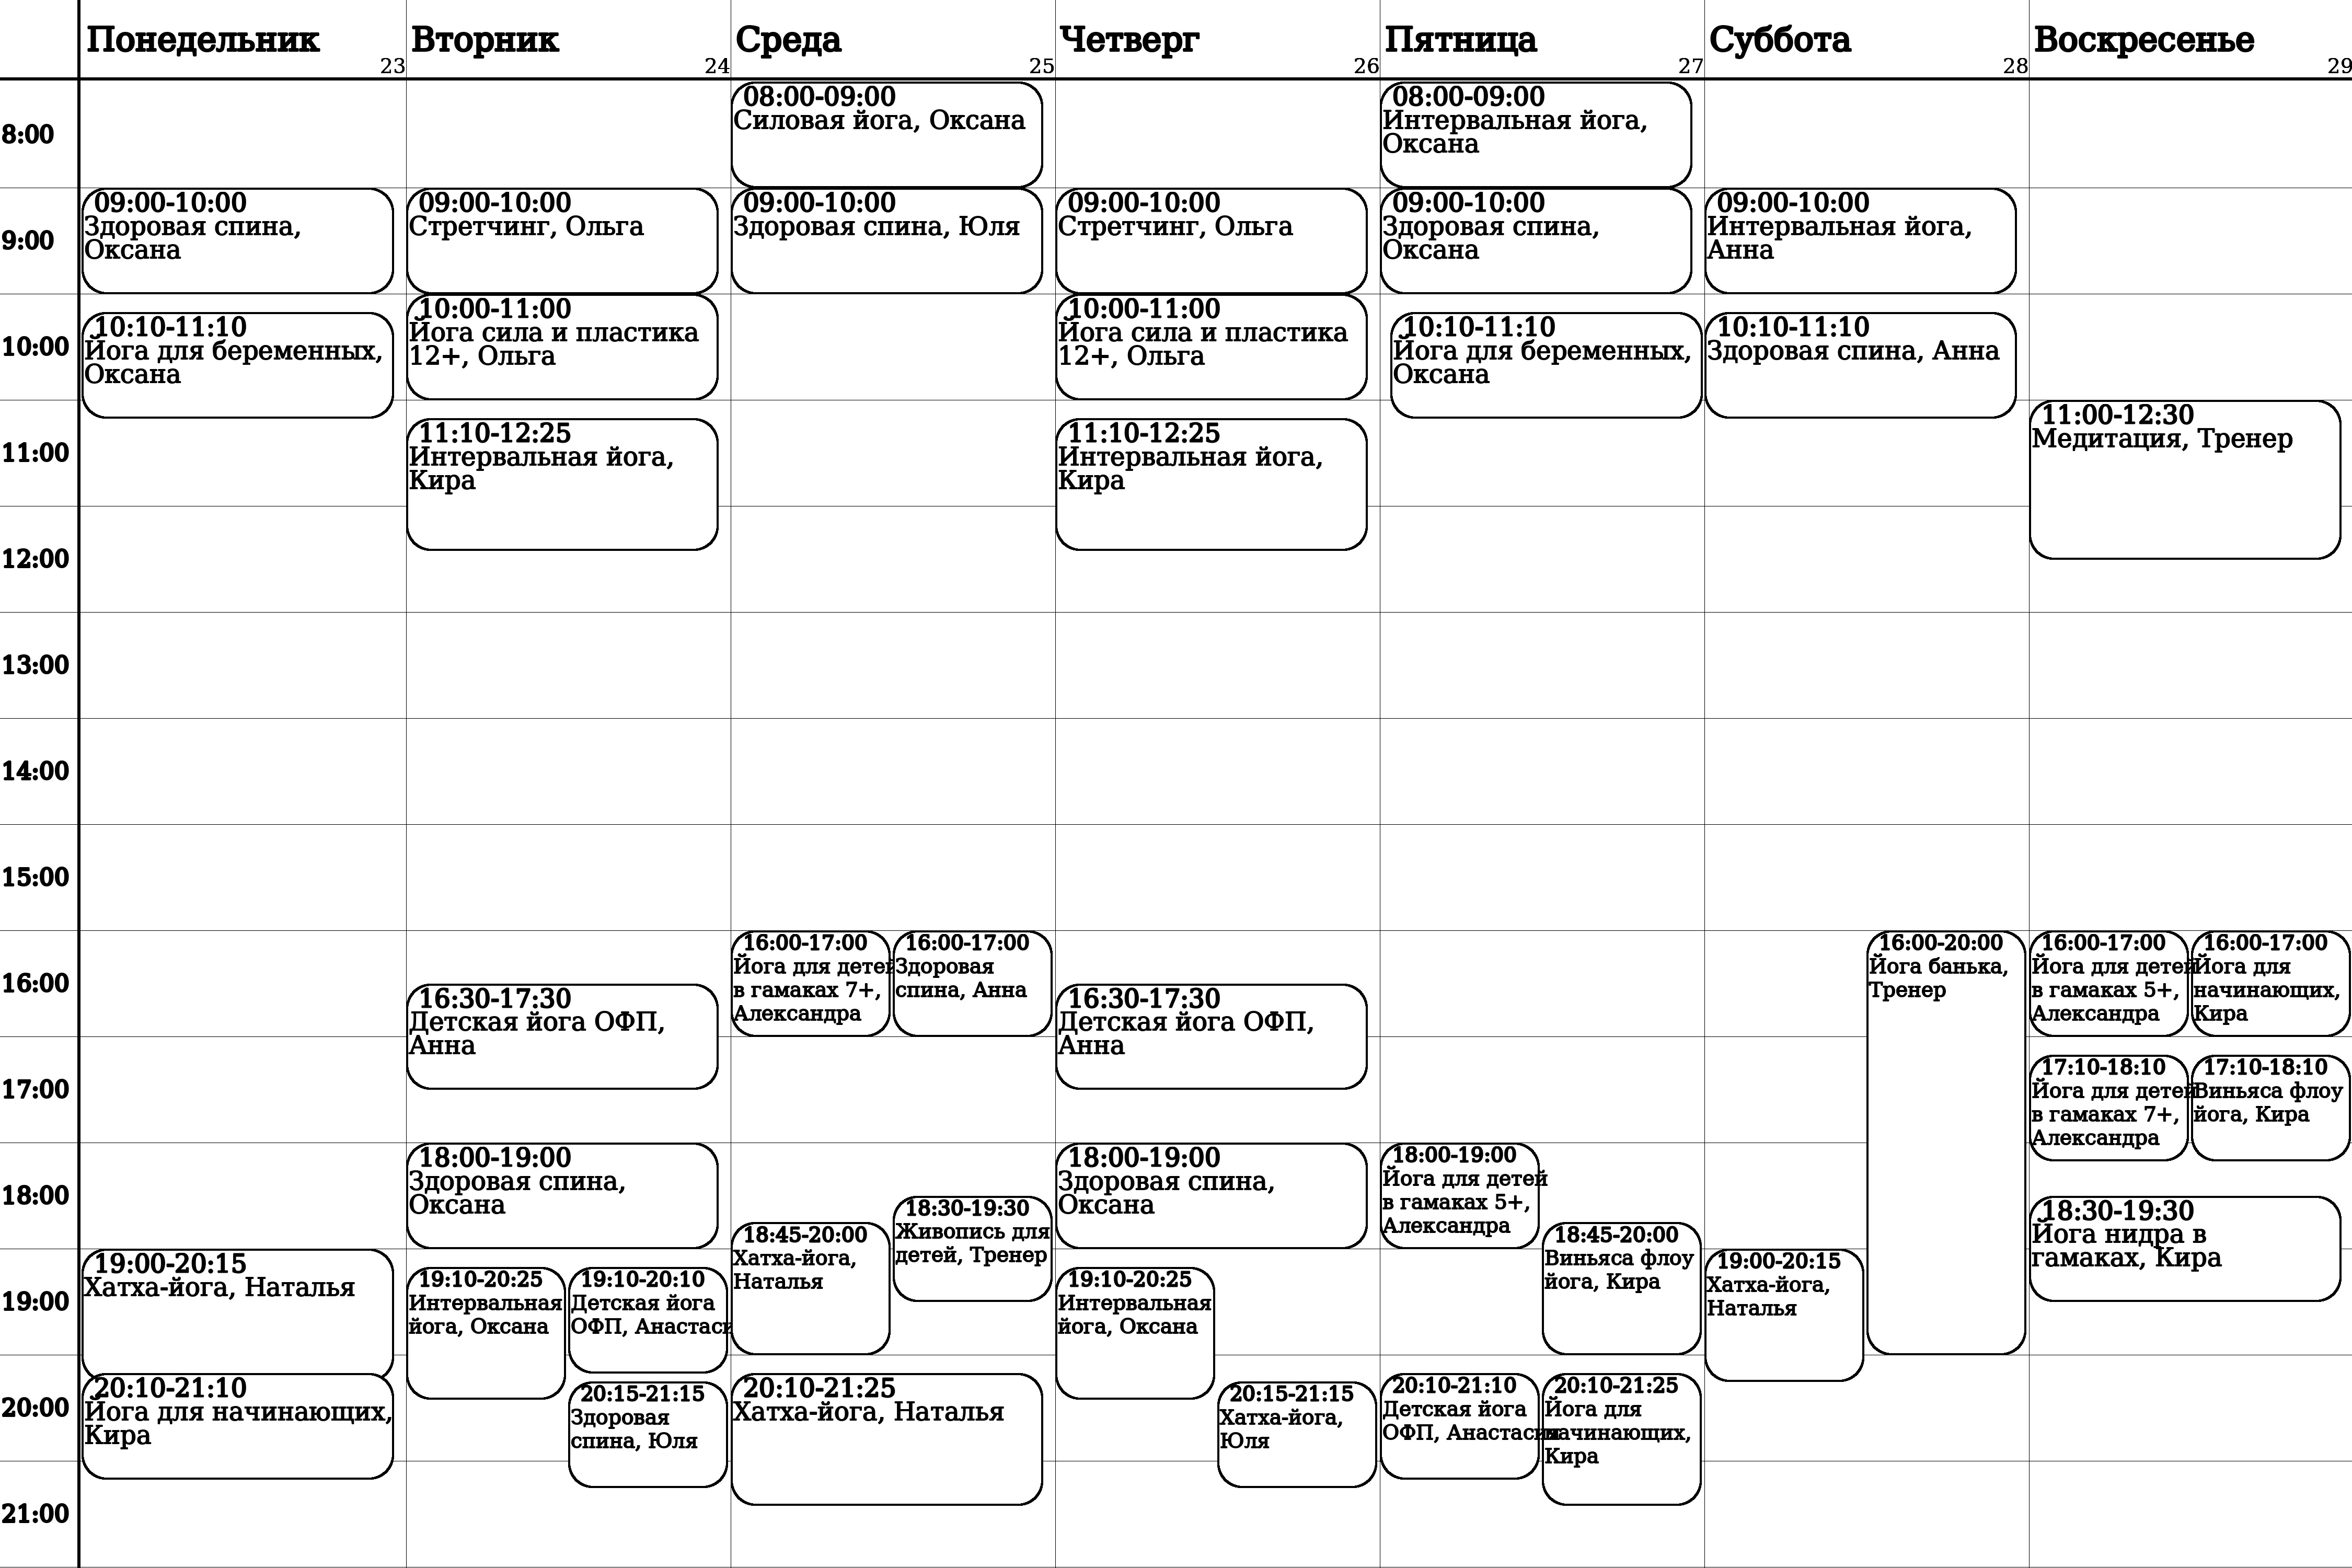 Понедельник
23
Вторник
24
Среда
25
Четверг
26
Пятница
27
Суббота
28
Воскресенье
29
8:00
9:00
10:00
11:00
12:00
13:00
14:00
15:00
16:00
17:00
18:00
19:00
20:00
21:00
09:00-10:00
Здоровая спина,
Оксана
10:10-11:10
Йога для беременных,
Оксана
19:00-20:15
Хатха-йога, Наталья
20:10-21:10
Йога для начинающих,
Кира
09:00-10:00
Стретчинг, Ольга
10:00-11:00
Йога сила и пластика
12+, Ольга
11:10-12:25
Интервальная йога,
Кира
16:30-17:30
Детская йога ОФП,
Анна
18:00-19:00
Здоровая спина,
Оксана
19:10-20:25
Интервальная
йога, Оксана
19:10-20:10
Детская йога
ОФП,
20:15-21:15
Здоровая
спина, Юля
08:00-09:00
Силовая йога, Оксана
09:00-10:00
Здоровая спина, Юля
16:00-17:00
Йога для детей
в гамаках 7+,
Александра
16:00-17:00
Здоровая
спина, Анна
18:45-20:00
Хатха-йога,
Наталья
18:30-19:30
Живопись для
детей, Тренер
20:10-21:25
Хатха-йога, Наталья
09:00-10:00
Стретчинг, Ольга
10:00-11:00
Йога сила и пластика
12+, Ольга
11:10-12:25
Интервальная йога,
Кира
16:30-17:30
Детская йога ОФП,
Анна
18:00-19:00
Здоровая спина,
Оксана
19:10-20:25
Интервальная
йога, Оксана
20:15-21:15
Хатха-йога,
Юля
08:00-09:00
Интервальная йога,
Оксана
09:00-10:00
Здоровая спина,
Оксана
10:10-11:10
Йога для беременных,
Оксана
18:00-19:00
Йога для детей
в гамаках 5+,
Александра
18:45-20:00
Виньяса флоу
йога, Кира
20:10-21:10
Детская йога
ОФП, Анастасия
20:10-21:25
Йога для
начинающих,
Кира
09:00-10:00
Интервальная йога,
Анна
10:10-11:10
Здоровая спина, Анна
16:00-20:00
Йога банька,
Тренер
19:00-20:15
Хатха-йога,
Наталья
11:00-12:30
Медитация, Тренер
16:00-17:00
Йога для детей
в гамаках 5+,
Александра
16:00-17:00
Йога для
начинающих,
Кира
17:10-18:10
Йога для детей
в гамаках 7+,
Александра
17:10-18:10
Виньяса флоу
йога, Кира
18:30-19:30
Йога нидра в
гамаках, Кира